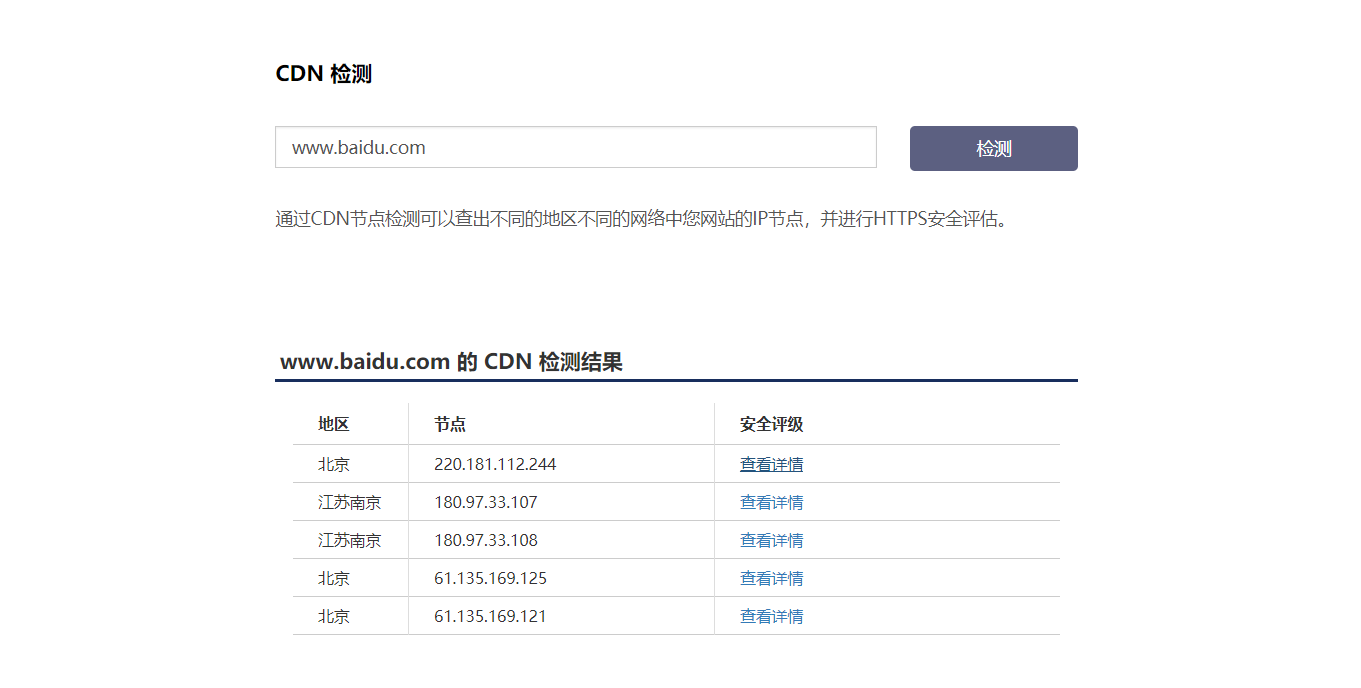 CDN 检测
www.baidu.com 检测
通过CDN节点检测可以查出不同的地区不同的网络中您网站的IP节点，并进行HTTPS安全评估。
www.baidu.com 的 CDN 检测结果
地区 节点 安全评级
北京 220.181.112.244 查看详情
江苏南京 180.97.33.107 查看详情
江苏南京 180.97.33.108 查看详情
北京 61.135.169.125 查看详情
北京 61.135.169.121 查看详情